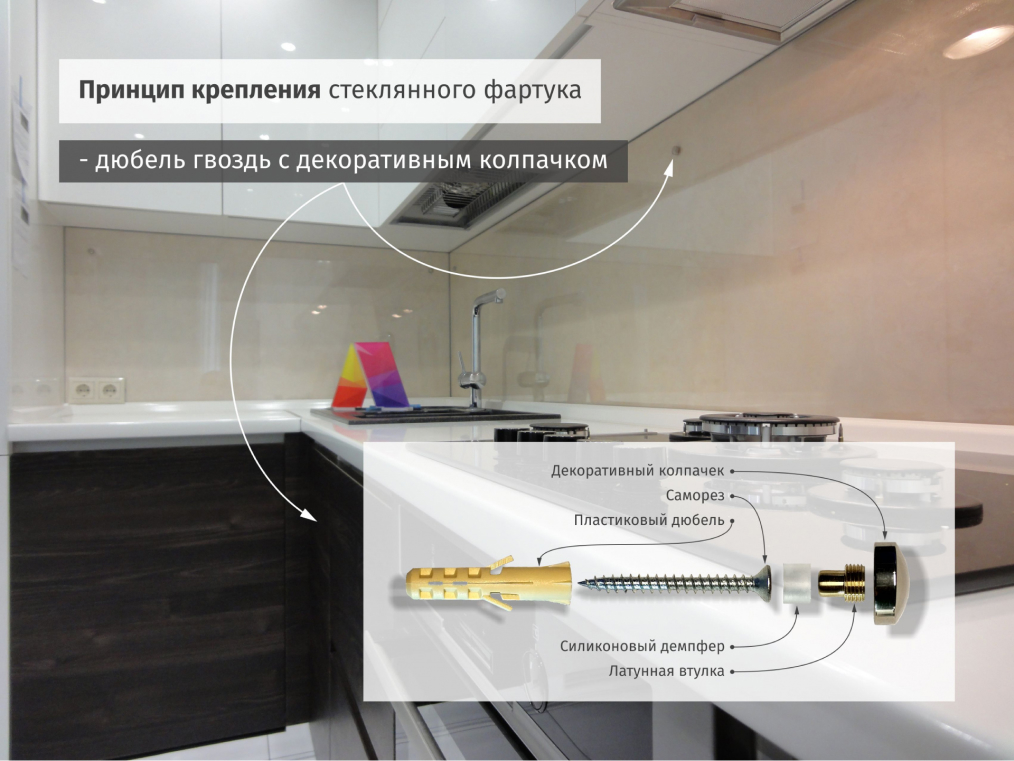 Принцип крепления стеклянного фартука
- дюбель гвоздь с декоративным колпачком
Декоративный колпачек
Саморез
Пластиковый дюбель
Силиконовый демпфер
Латунная втулка